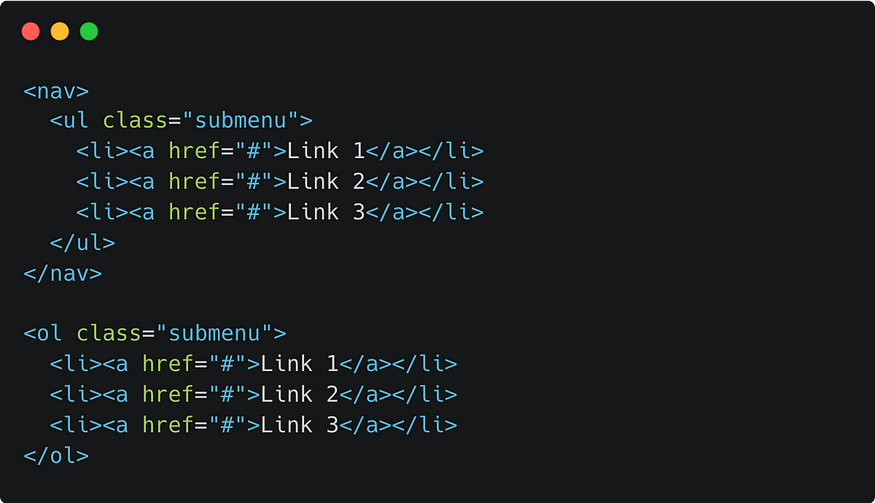 <nav>
  <ul class="submenu">
    <li><a href="#">Link 1</a></li>
    <li><a href="#">Link 2</a></li>
    <li><a href="#">Link 3</a></li>
  </ul>
</nav>

<ol class="submenu">
  <li><a href="#">Link 1</a></li>
  <li><a href="#">Link 2</a></li>
  <li><a href="#">Link 3</a></li>
</ol>